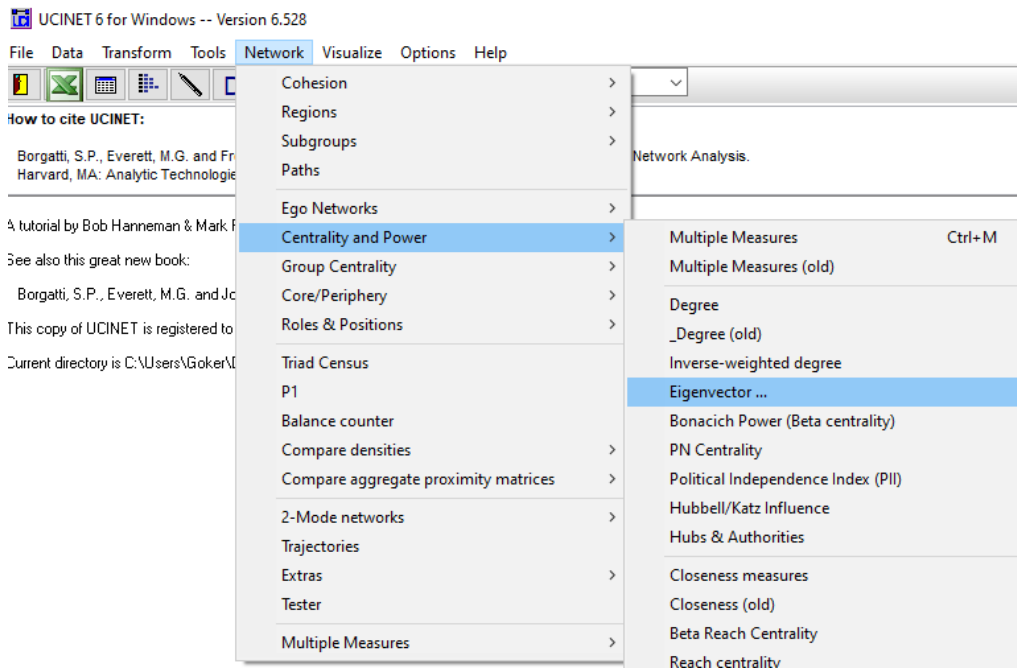 UCINET 6 for Windows -- Version 6.528
File Data Transform Tools Network Visualize Options Help
How to cite UCINET:
Borgatti, S.P., Everett, M.G. and Network Analysis.
Harvard, MA: Analytic
A tutorial by Bob Hanneman & Mark
See also this great new book:
Borgatti, S.P., Everett, M.G. and
This copy of UCINET is registered to
Current directory is C:\Users\Goker\
Cohesion
Regions
Subgroups
Paths
Ego Networks
Centrality and Power
Group Centrality
Core/Periphery
Roles & Positions
Triad Census
P1
Balance counter
Compare densities
Compare aggregate proximity matrices
2-Mode networks
Trajectories
Extras
Tester
Multiple Measures
Multiple Measures Ctrl+M
Multiple Measures (old)
Degree
_Degree (old)
Inverse-weighted degree
Eigenvector ...
Bonacich Power (Beta centrality)
PN Centrality
Political Independence Index (PII)
Hubbell/Katz Influence
Hubs & Authorities
Closeness measures
Closeness (old)
Beta Reach Centrality
Reach centrality